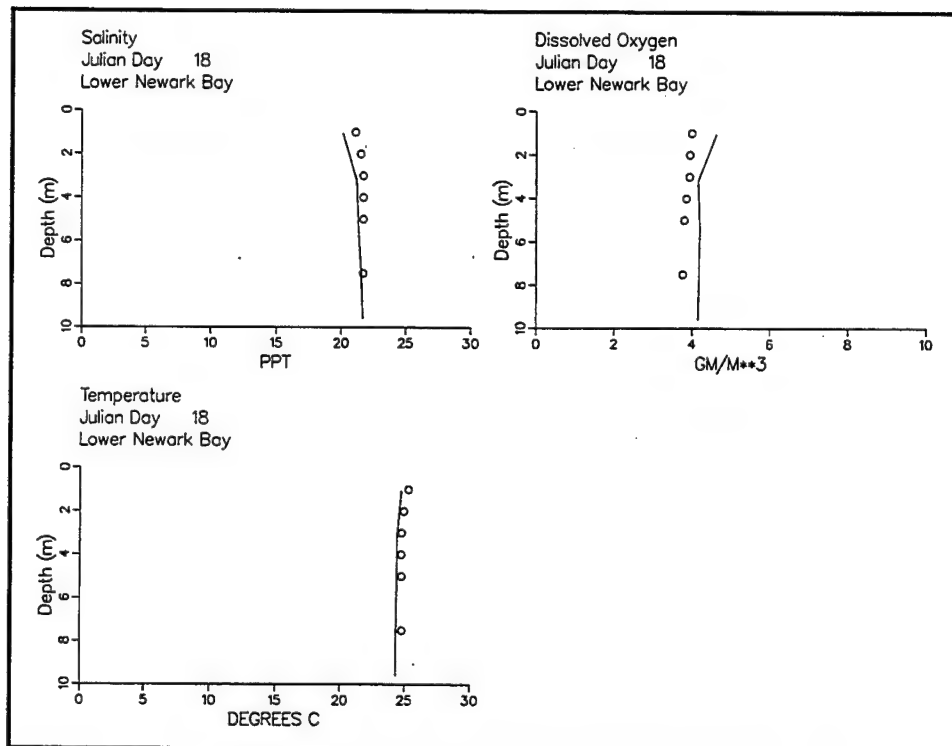 Salinity
Julian Day 18
Lower Newark Bay
Depth (m)
0
2
4
6
8
10
0 5 10 15 20 25 30
PPT
Dissolved Oxygen
Julian Day 18
Lower Newark Bay
Depth (m)
0
2
4
6
8
10
0 2 4 6 8 10
GM/M**3
Temperature
Julian Day 18
Lower Newark Bay
Depth (m)
0
2
4
6
8
10
0 5 10 15 20 25 30
DEGREES C